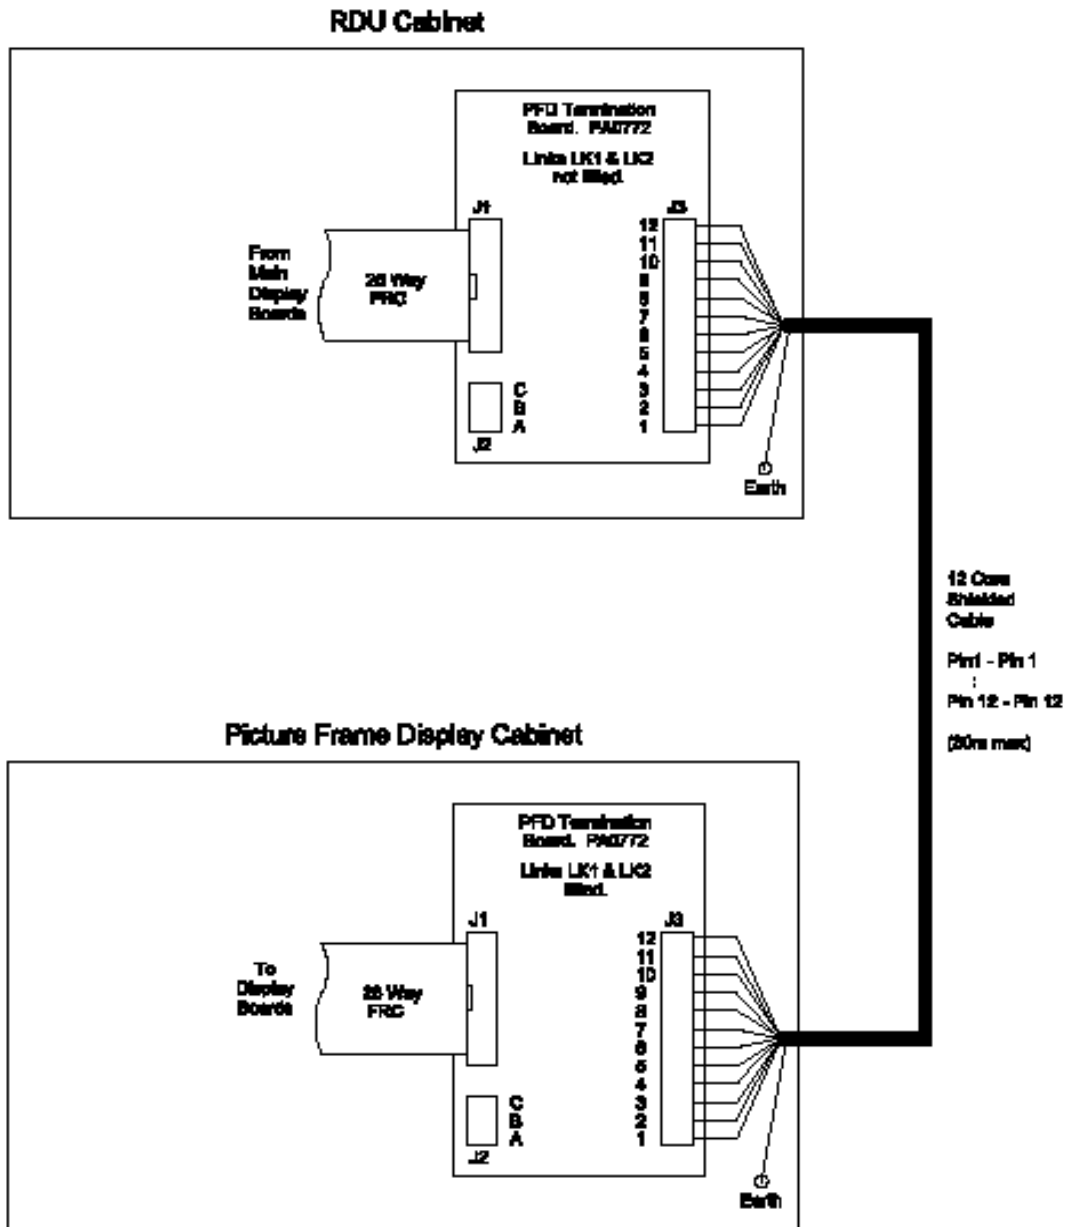 RDU Cabinet
PFD Termination
Board. PA0772
Links LK1 & LK2
not fitted.
J1
J3
12
11
10
9
8
7
6
5
4
3
2
1
From
Main
Display
Boards
26 Way
FRC
C
B
A
J2
Earth
12 Core
Shielded
Cable
Pin1 - Pin 1
:
Pin 12 - Pin 12
max)
Picture Frame Display Cabinet
PFD Termination
Board. PA0772
Links LK1 & LK2
fitted.
J1
J3
12
11
10
9
8
7
6
5
4
3
2
1
To
Display
Boards
26 Way
FRC
C
B
A
J2
Earth